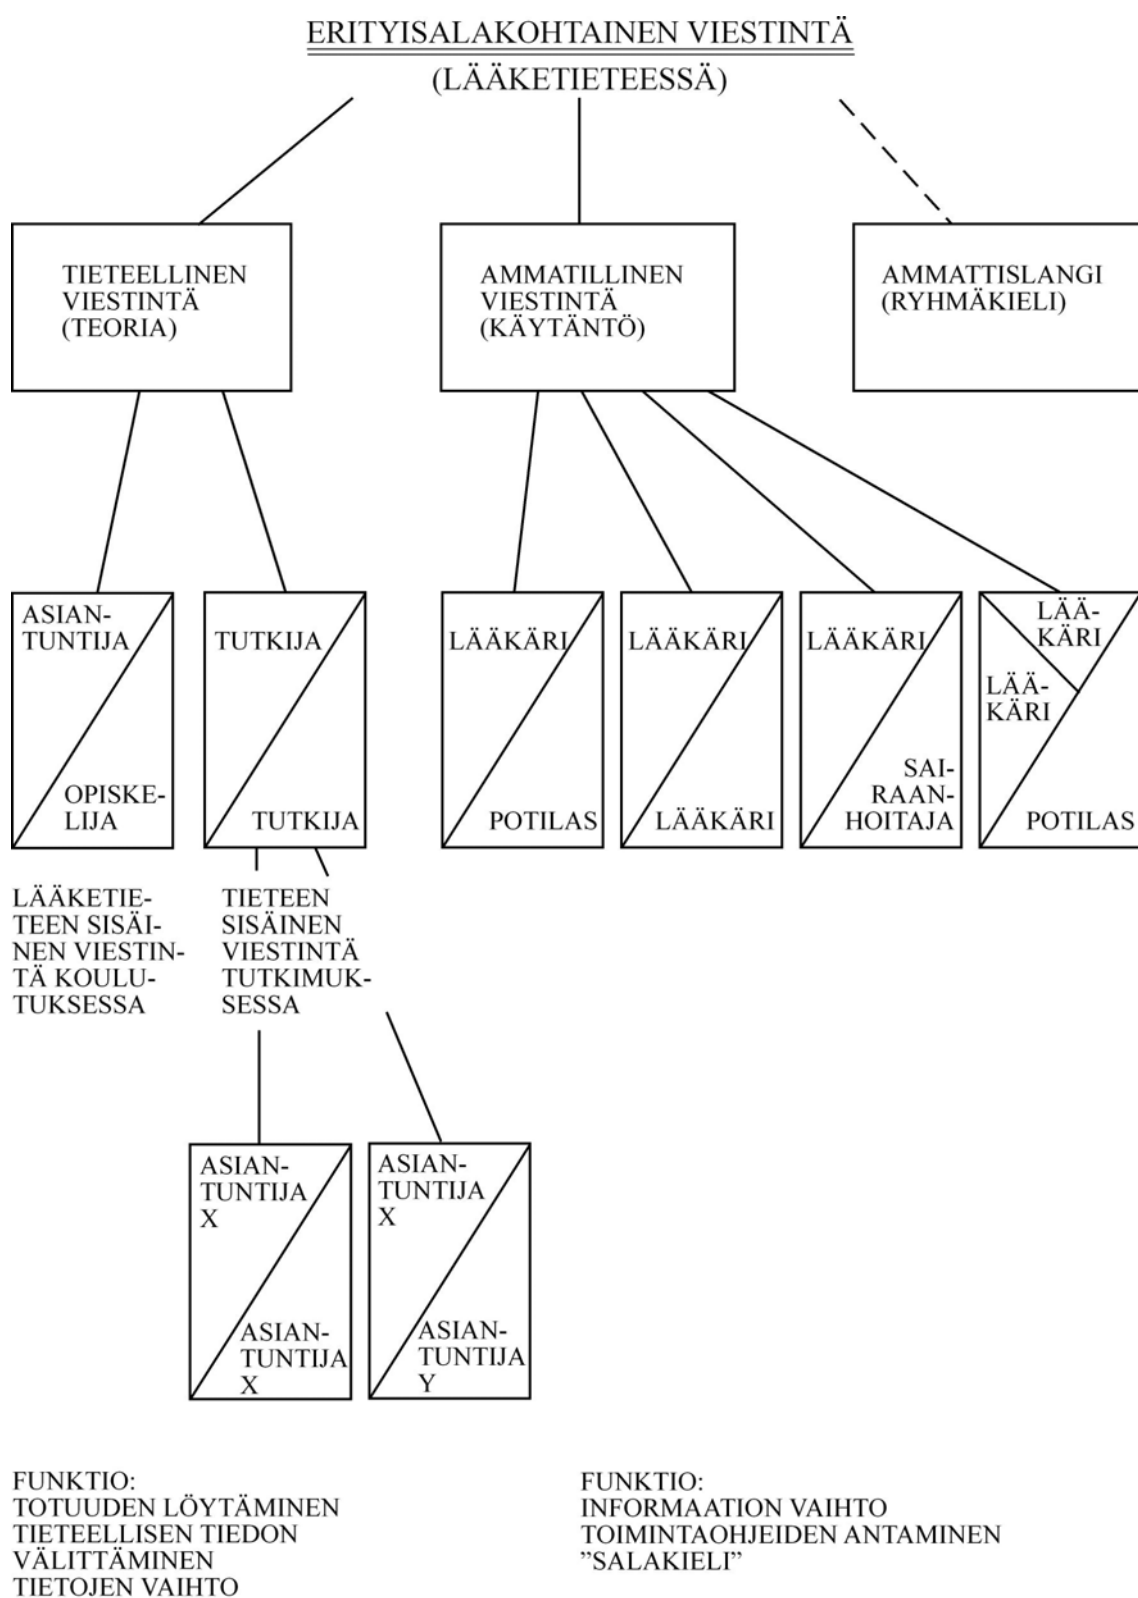 ERITYISALAKOHTAINEN VIESTINTÄ
(LÄÄKETIETEESSÄ)
TIETEELLINEN
VIESTINTÄ
(TEORIA)
AMMATILLINEN
VIESTINTÄ
(KÄYTÄNTÖ)
AMMATTISLANGI
(RYHMÄKIELI)
ASIAN-
TUNTIJA
OPISKE-
LIJA
TUTKIJA
TUTKIJA
LÄÄKÄRI
POTILAS
LÄÄKÄRI
LÄÄKÄRI
LÄÄKÄRI
SAI-
RAAN-
HOITAJA
LÄÄ-
KÄRI
LÄÄ-
KÄRI
POTILAS
LÄÄKETIE-
TEEN SISÄI-
NEN VIESTIN-
TÄ KOULU-
TUKSESSA
TIETEEN
SISÄINEN
VIESTINTÄ
TUTKIMUK-
SESSA
ASIAN-
TUNTIJA
X
ASIAN-
TUNTIJA
X
ASIAN-
TUNTIJA
X
ASIAN-
TUNTIJA
Y
FUNKTIO:
TOTUUDEN LÖYTÄMINEN
TIETEELLISEN TIEDON
VÄLITTÄMINEN
TIETOJEN VAIHTO
FUNKTIO:
INFORMAATION VAIHTO
TOIMINTAOHJEIDEN ANTAMINEN
”SALAKIELI”